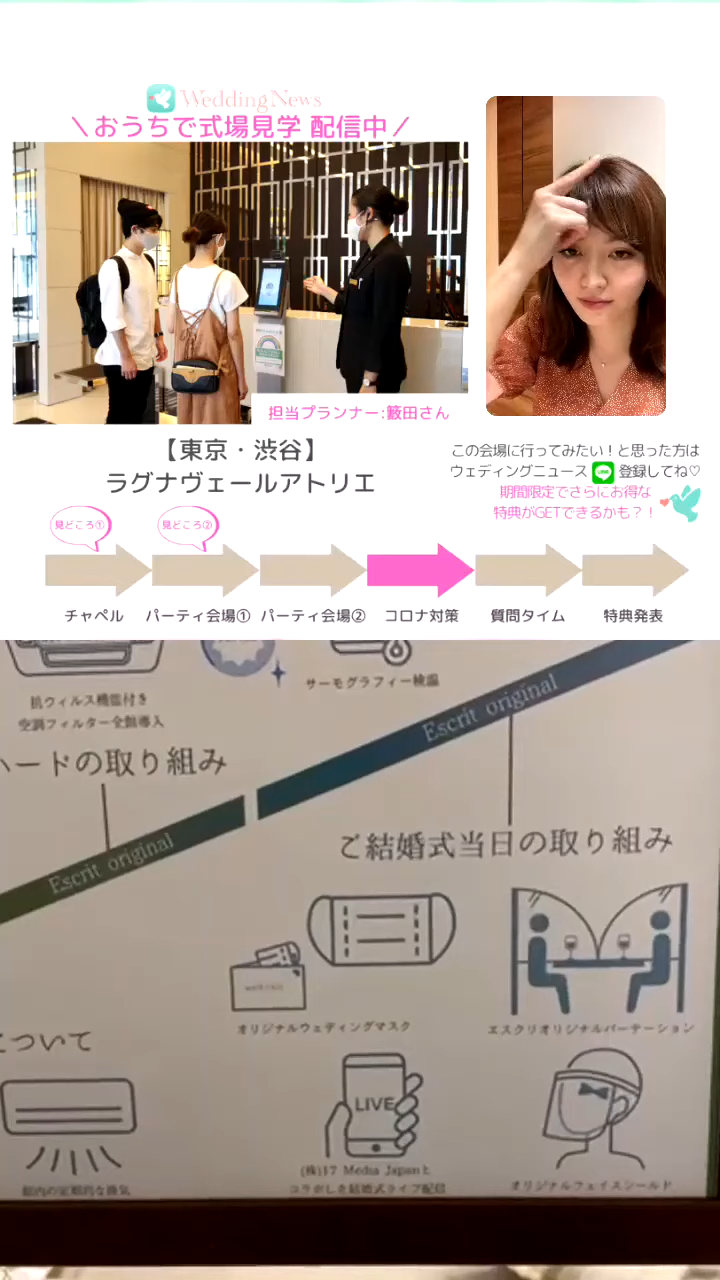 Wedding News
＼おうちで式場見学 配信中／
担当プランナー:籔田さん
【東京・渋谷】
ラグナヴェールアトリエ
この会場に行ってみたい！と思った方は
ウェディングニュース LINE 登録してね♡
期間限定でさらにお得な
特典がGETできるかも？！
見どころ①
見どころ②
チャペル
パーティ会場①
パーティ会場②
コロナ対策
質問タイム
特典発表
抗ウィルス機能付き
空調フィルター全館導入
サーモグラフィー検温
Escrit original
ハードの取り組み
ご結婚式当日の取り組み
Escrit original
オリジナルウェディングマスク
エスクリオリジナルパーテーション
について
LIVE
館内の定期的な換気
(株)17 Media Japanと
コラボした結婚式ライブ配信
オリジナルフェイスシールド